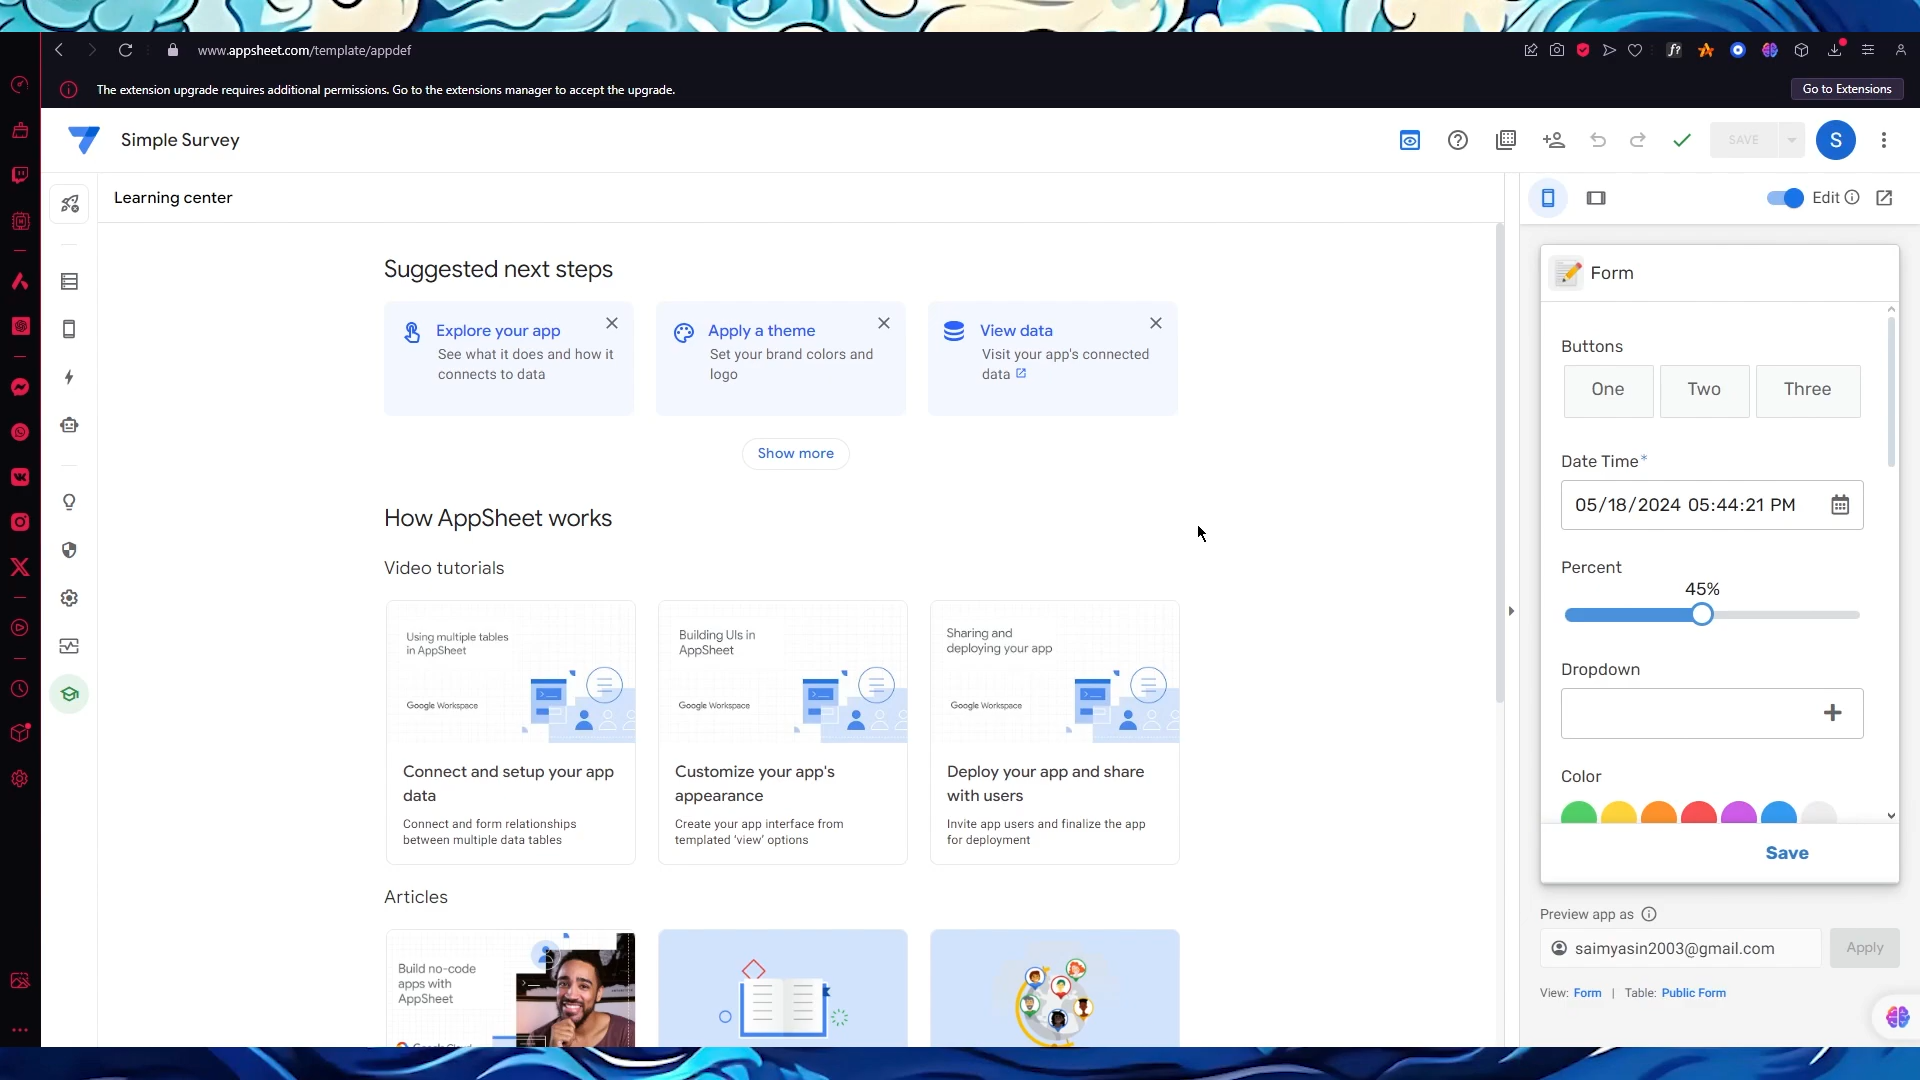 www.appsheet.com/template/appdef
The extension upgrade requires additional permissions. Go to the extensions manager to accept the upgrade.
Go to Extensions
Simple Survey
SAVE
S
Learning center
Edit
Suggested next steps
Explore your app
See what it does and how it
connects to data
Apply a theme
Set your brand colors and
logo
View data
Visit your app's connected
data
Show more
How AppSheet works
Video tutorials
Using multiple tables
in AppSheet
Google Workspace
Connect and setup your app
data
Connect and form relationships
between multiple data tables
Building UIs in
AppSheet
Google Workspace
Customize your app's
appearance
Create your app interface from
templated 'view' options
Sharing and
deploying your app
Google Workspace
Deploy your app and share
with users
Invite app users and finalize the app
for deployment
Articles
Build no-code
apps with
AppSheet
Form
Buttons
One
Two
Three
Date Time*
05/18/2024 05:44:21 PM
Percent
45%
Dropdown
Color
Save
Preview app as
saimyasin2003@gmail.com
Apply
View: Form | Table: Public Form